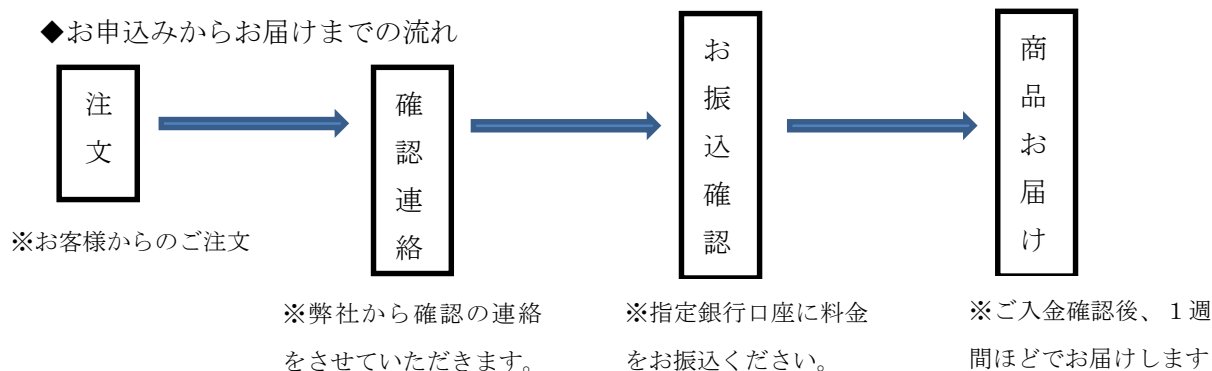 ◆お申込みからお届けまでの流れ
注文
※お客様からのご注文
確認連絡
※弊社から確認の連絡
をさせていただきます。
お振込確認
※指定銀行口座に料金
をお振込ください。
商品お届け
※ご入金確認後、１週
間ほどでお届けします